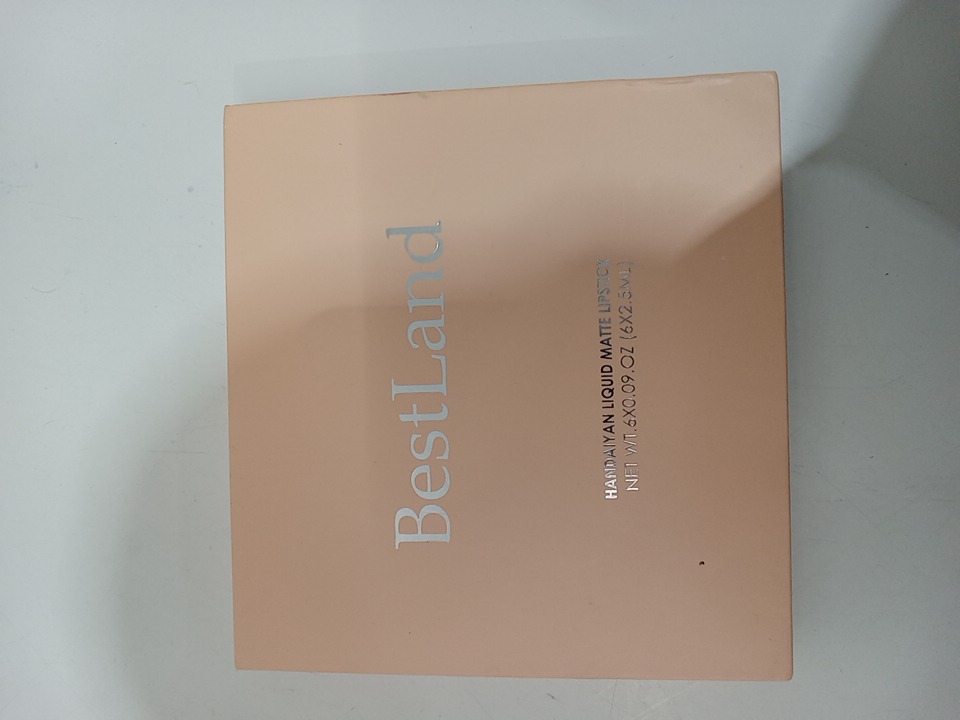 BestLand
HANDAIYAN LIQUID MATTE LIPSTICK
NET WT.6X0.09.OZ (6X2.5ML)